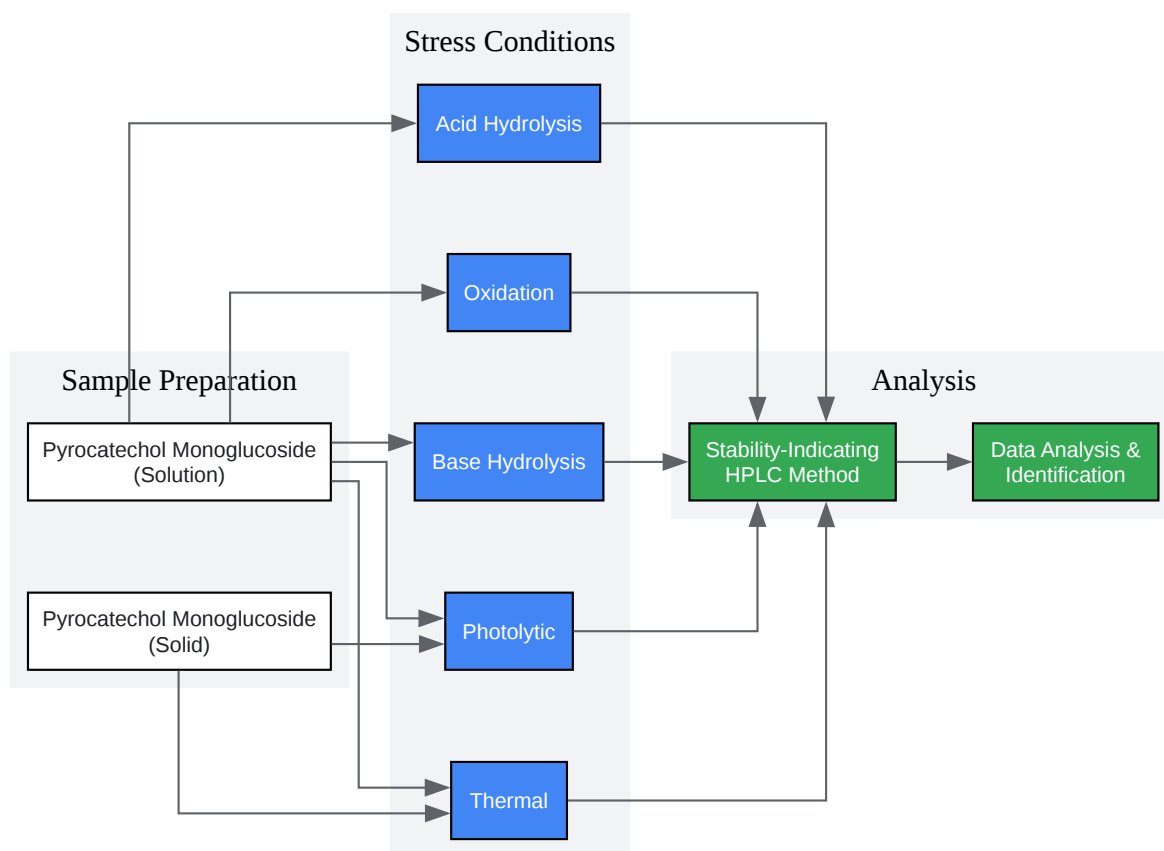 Stress Conditions
Acid Hydrolysis
Oxidation
Sample Preparation
Pyrocatechol Monoglucoside
(Solution)
Base Hydrolysis
Analysis
Stability-Indicating
HPLC Method
Data Analysis &
Identification
Pyrocatechol Monoglucoside
(Solid)
Photolytic
Thermal